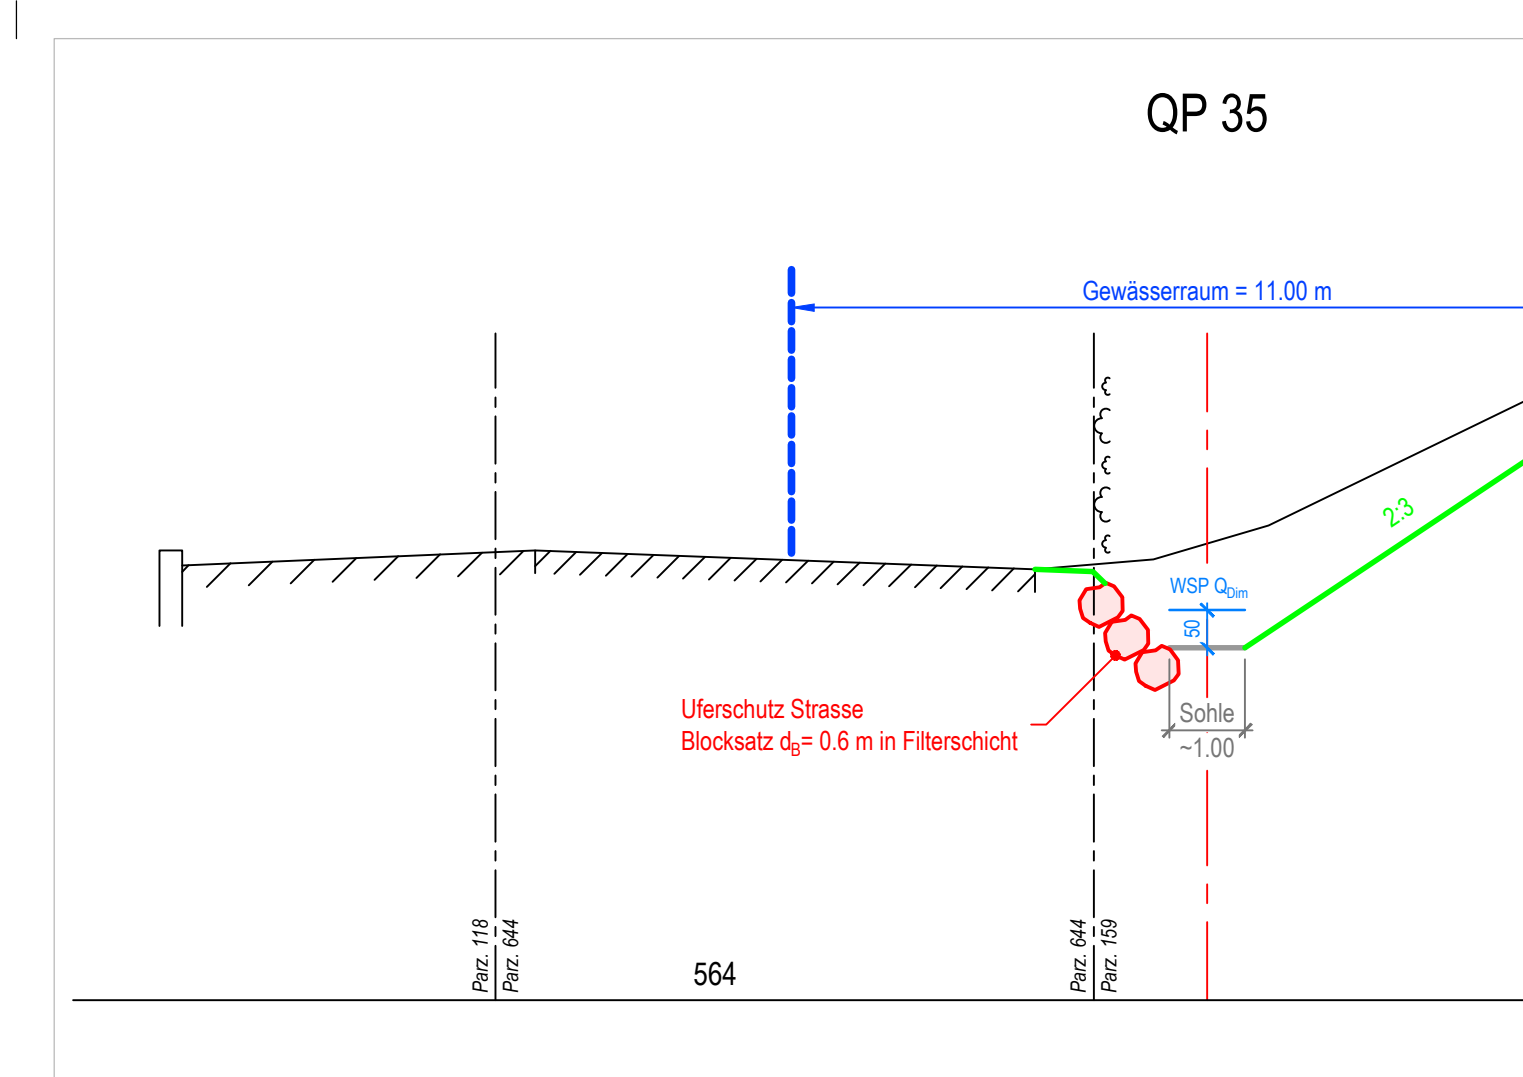 QP 35
Gewässerraum = 11.00 m
2:3
WSP QDim
50
Uferschutz Strasse
Blocksatz dB= 0.6 m in Filterschicht
Sohle
~1.00
Parz. 118
Parz. 644
564
Parz. 644
Parz. 159